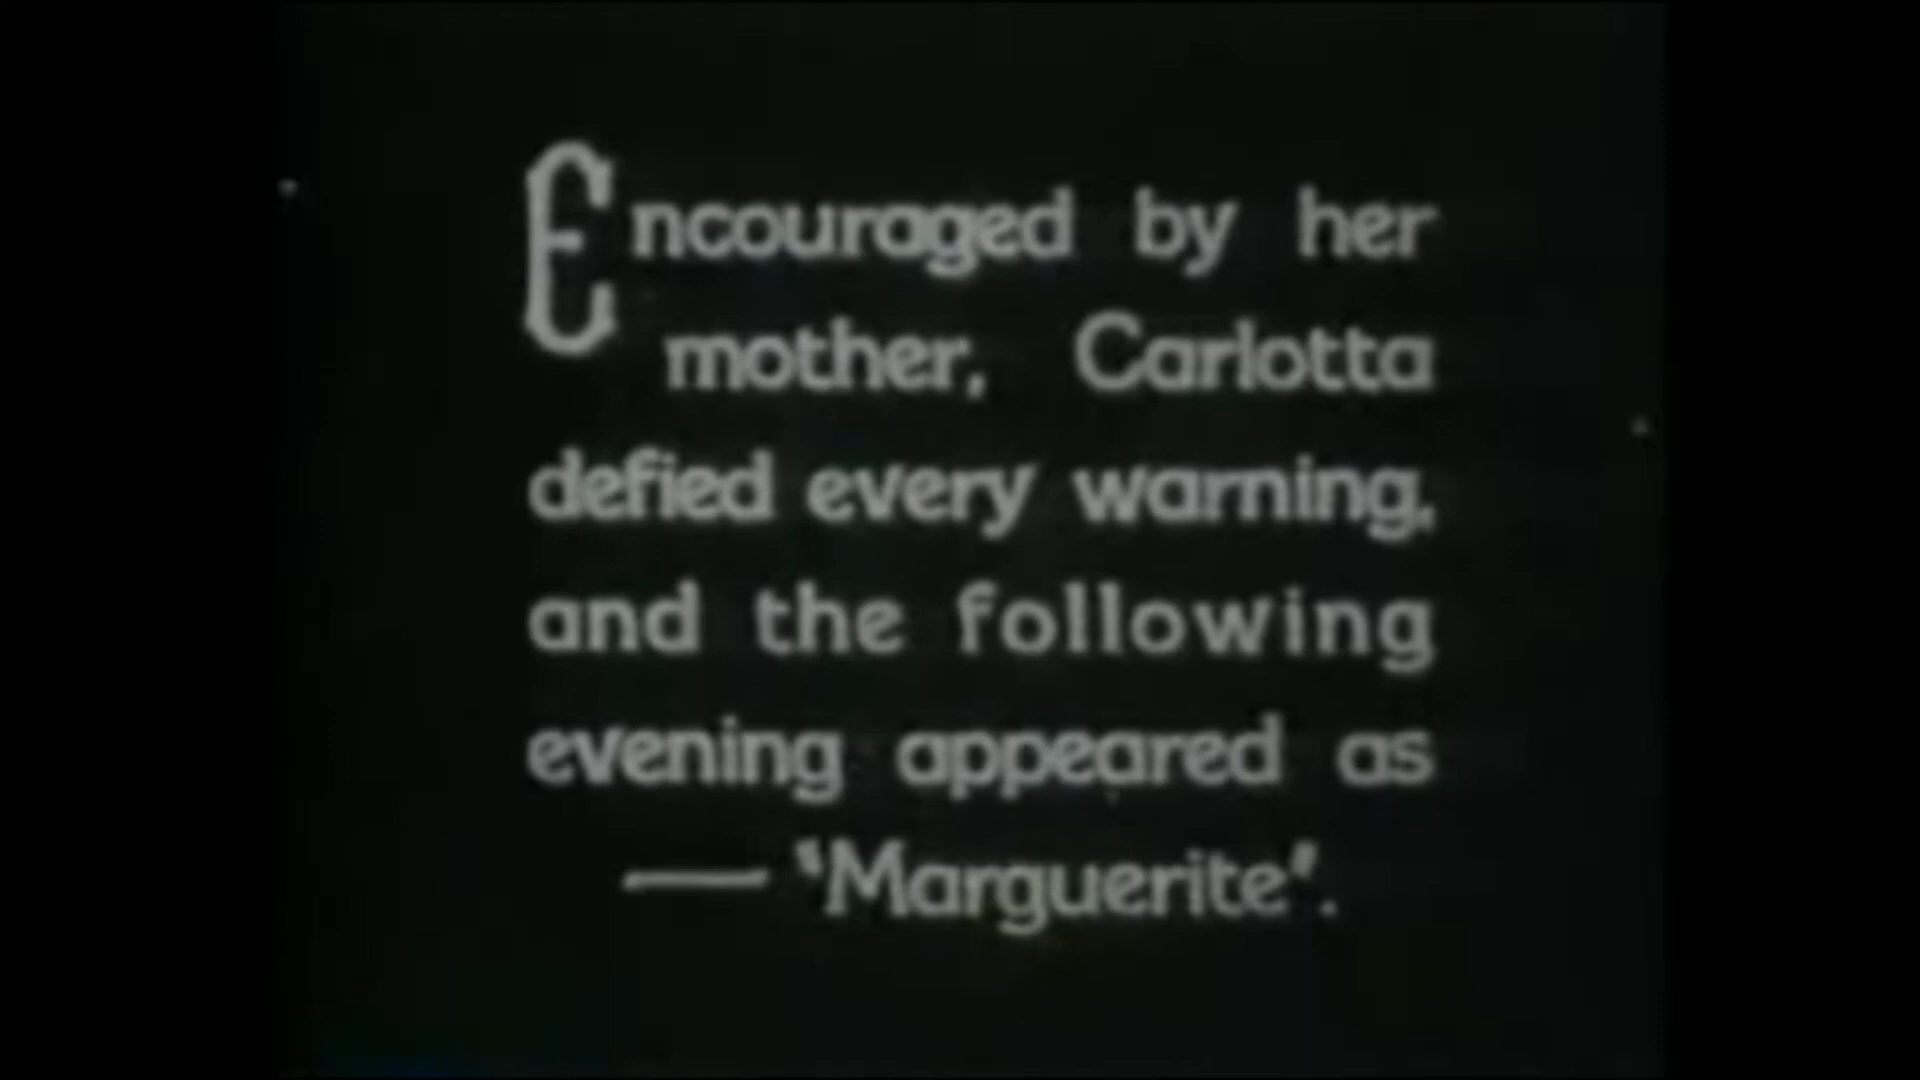 Encouraged by her
mother, Carlotta
defied every warning,
and the following
evening appeared as
— "Marguerite".